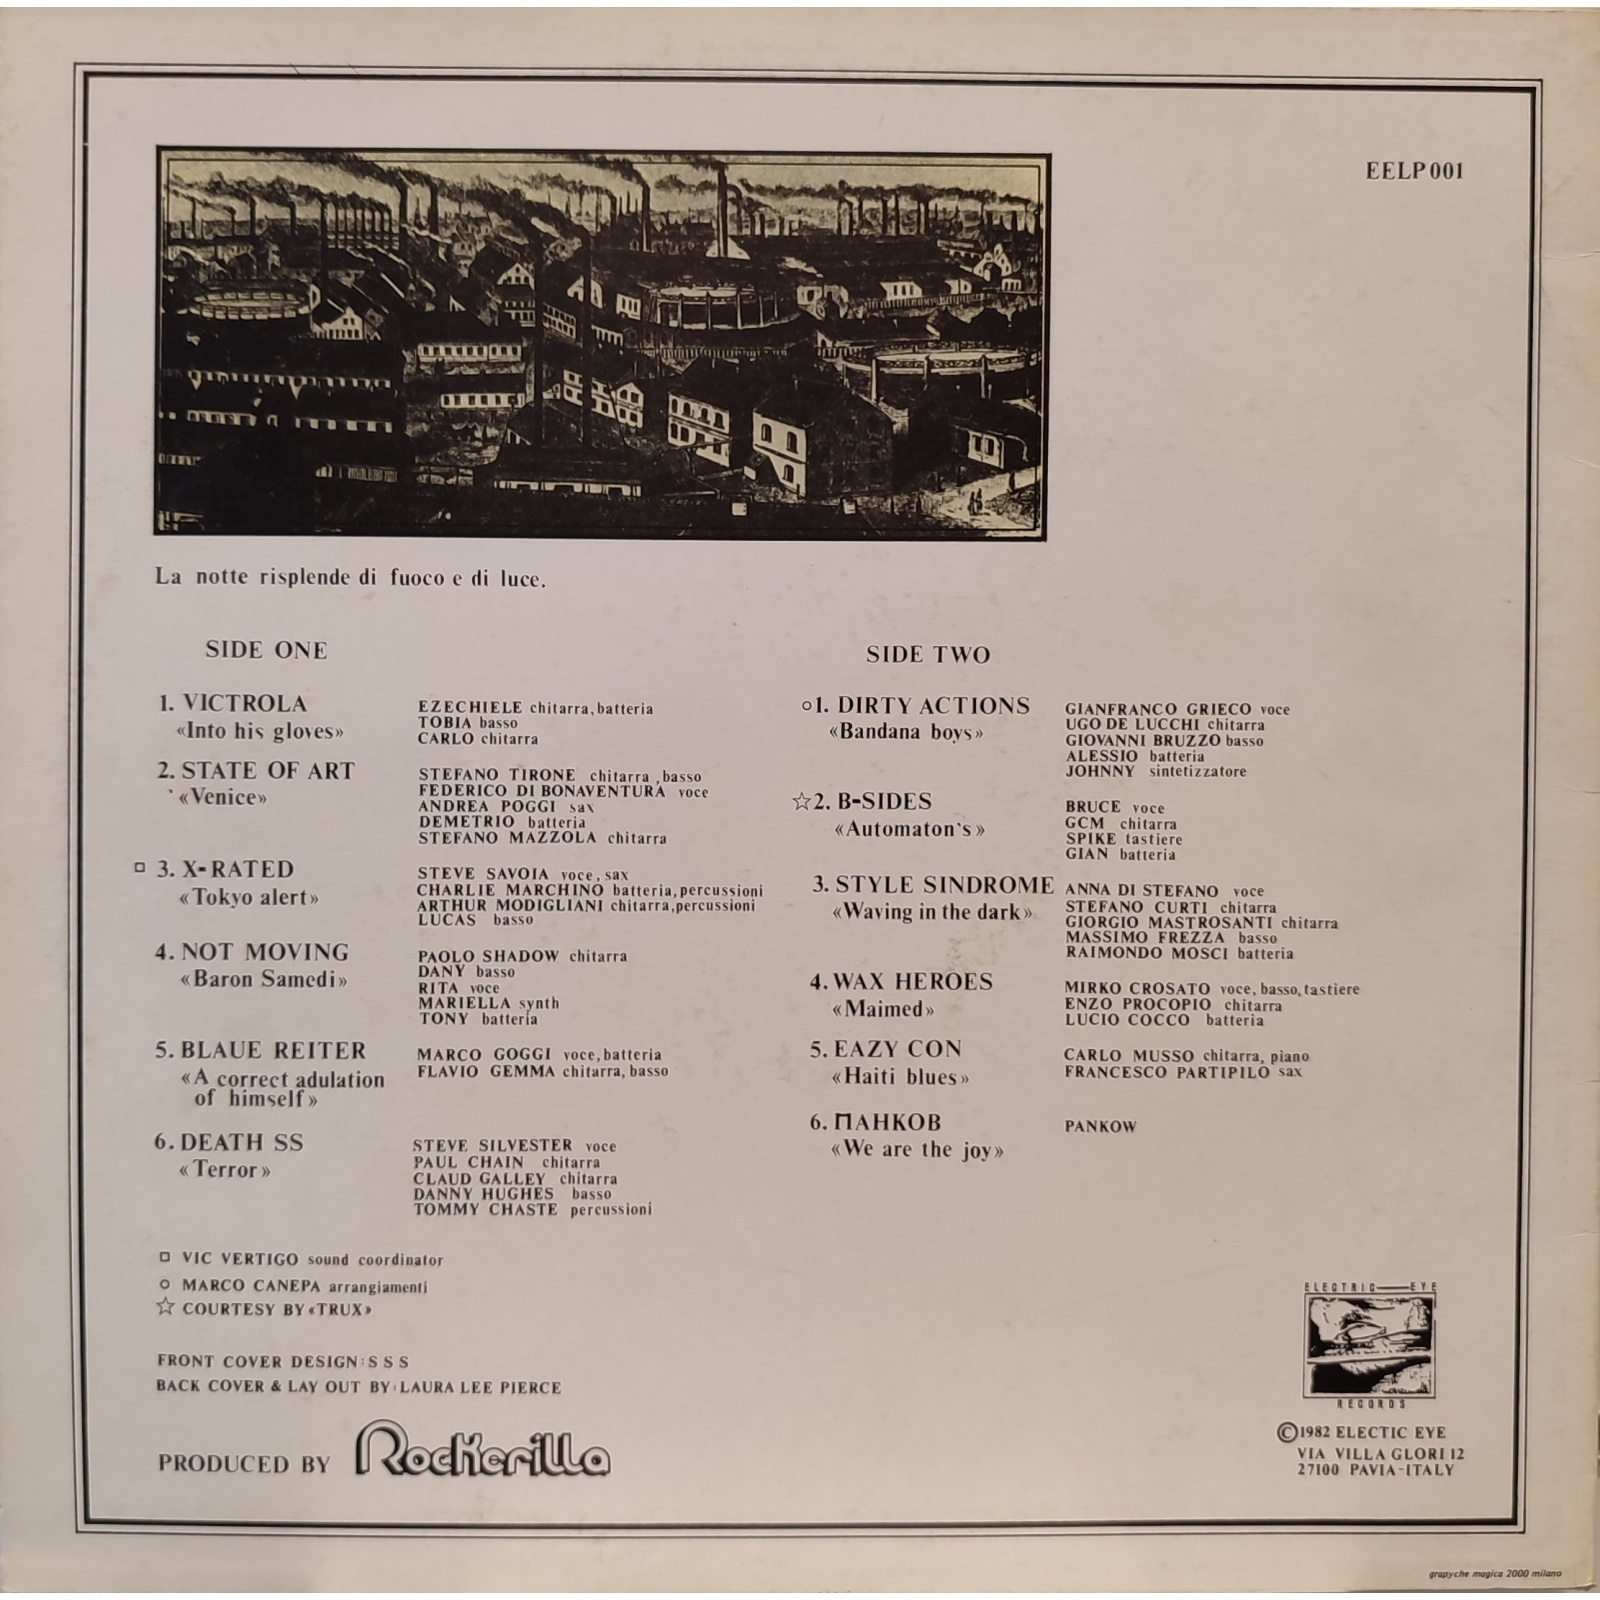 EELP 001
La notte risplende di fuoco e di luce.
SIDE ONE
1. VICTROLA
«Into his gloves»
EZECHIELE chitarra, batteria
TOBIA basso
CARLO chitarra
2. STATE OF ART
«Venice»
STEFANO TIRONE chitarra, basso
FEDERICO DI BONAVENTURA voce
ANDREA POGGI sax
DEMETRIO batteria
STEFANO MAZZOLA chitarra
□ 3. X-RATED
«Tokyo alert»
STEVE SAVOIA voce, sax
CHARLIE MARCHINO batteria, percussioni
ARTHUR MODIGLIANI chitarra, percussioni
LUCAS basso
4. NOT MOVING
«Baron Samedi»
PAOLO SHADOW chitarra
DANY basso
RITA voce
MARIELLA synth
TONY batteria
5. BLAUE REITER
«A correct adulation
of himself»
MARCO GOGGI voce, batteria
FLAVIO GEMMA chitarra, basso
6. DEATH SS
«Terror»
STEVE SILVESTER voce
PAUL CHAIN chitarra
CLAUD GALLEY chitarra
DANNY HUGHES basso
TOMMY CHASTE percussioni
SIDE TWO
○1. DIRTY ACTIONS
«Bandana boys»
GIANFRANCO GRIECO voce
UGO DE LUCCHI chitarra
GIOVANNI BRUZZO basso
ALESSIO batteria
JOHNNY sintetizzatore
☆2. B-SIDES
«Automaton's»
BRUCE voce
GCM chitarra
SPIKE tastiere
GIAN batteria
3. STYLE SINDROME
«Waving in the dark»
ANNA DI STEFANO voce
STEFANO CURTI chitarra
GIORGIO MASTROSANTI chitarra
MASSIMO FREZZA basso
RAIMONDO MOSCI batteria
4. WAX HEROES
«Maimed»
MIRKO CROSATO voce, basso, tastiere
ENZO PROCOPIO chitarra
LUCIO COCCO batteria
5. EAZY CON
«Haiti blues»
CARLO MUSSO chitarra, piano
FRANCESCO PARTIPILO sax
6. ПАНКОВ
«We are the joy»
PANKOW
□ VIC VERTIGO sound coordinator
○ MARCO CANEPA arrangiamenti
☆ COURTESY BY «TRUX»
FRONT COVER DESIGN: S S S
BACK COVER & LAY OUT BY: LAURA LEE PIERCE
PRODUCED BY Rockerilla
ELECTRIC EYE
RECORDS
©1982 ELECTIC EYE
VIA VILLA GLORI 12
27100 PAVIA-ITALY
grapyche magica 2000 milano